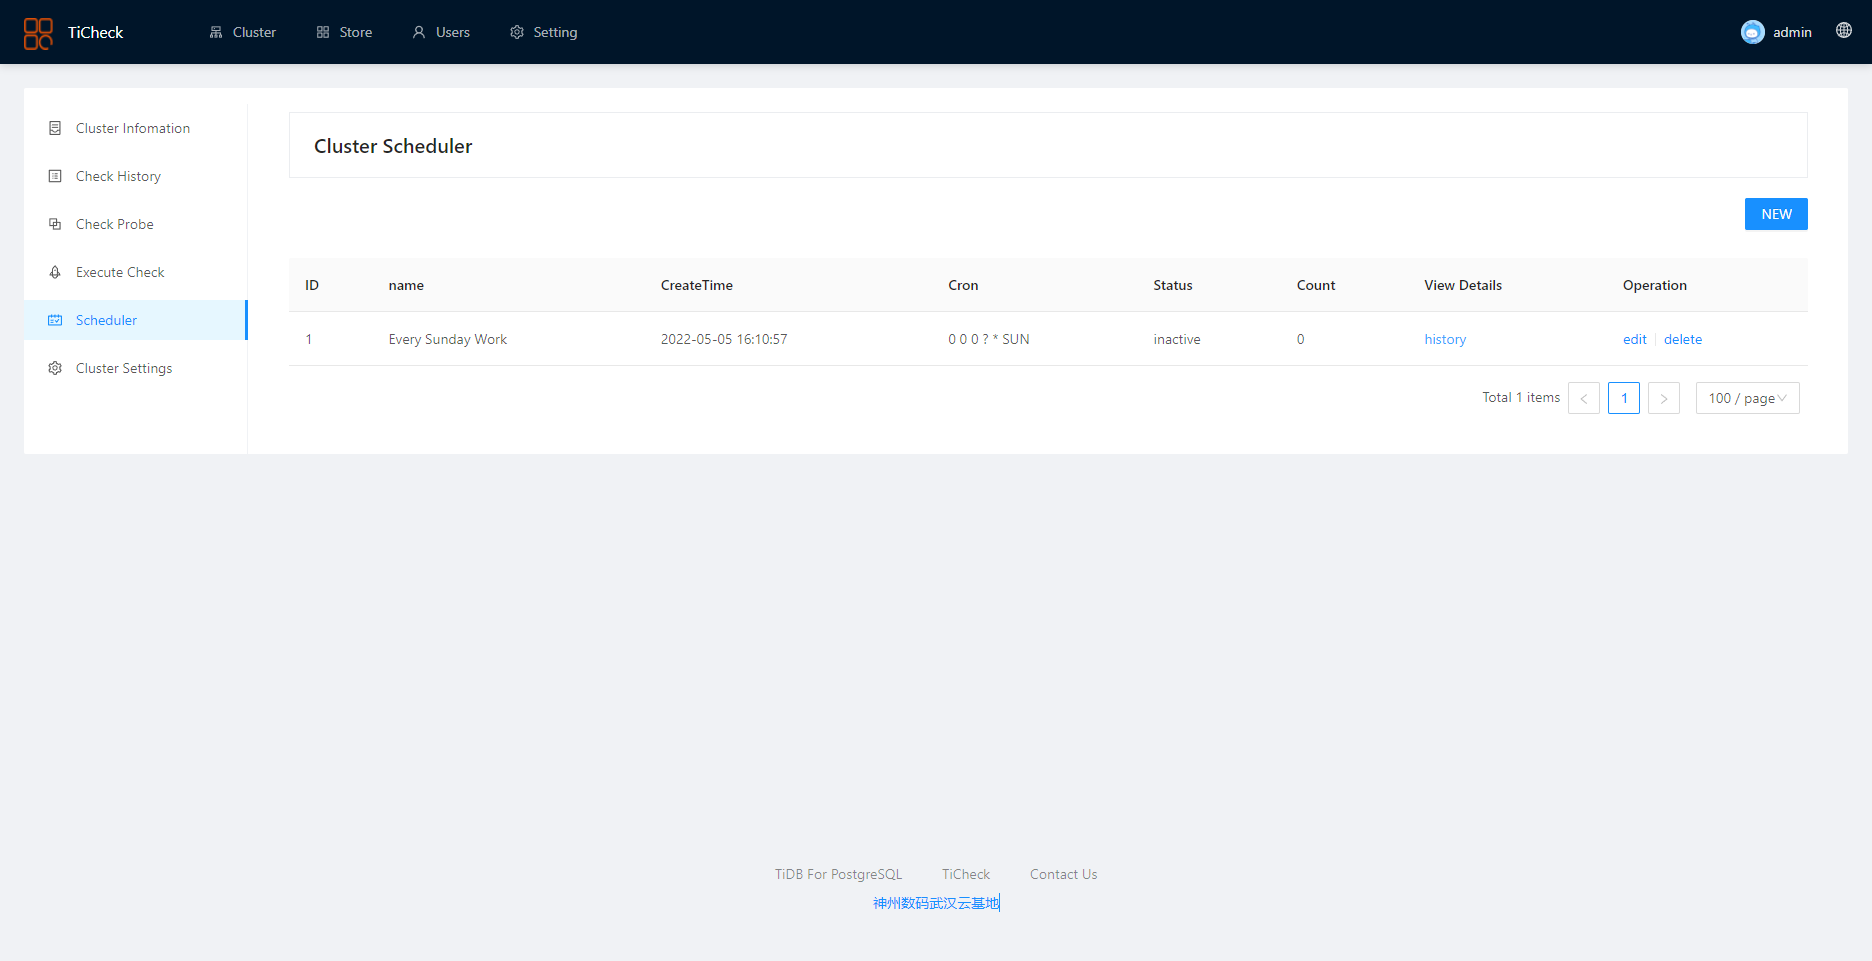 TiCheck Cluster Store Users Setting admin
Cluster Infomation
Check History
Check Probe
Execute Check
Scheduler
Cluster Settings
Cluster Scheduler
NEW
ID name CreateTime Cron Status Count View Details Operation
1 Every Sunday Work 2022-05-05 16:10:57 0 0 0 ? * SUN inactive 0 history edit delete
Total 1 items < 1 > 100 / page
TiDB For PostgreSQL TiCheck Contact Us
神州数码武汉云基地